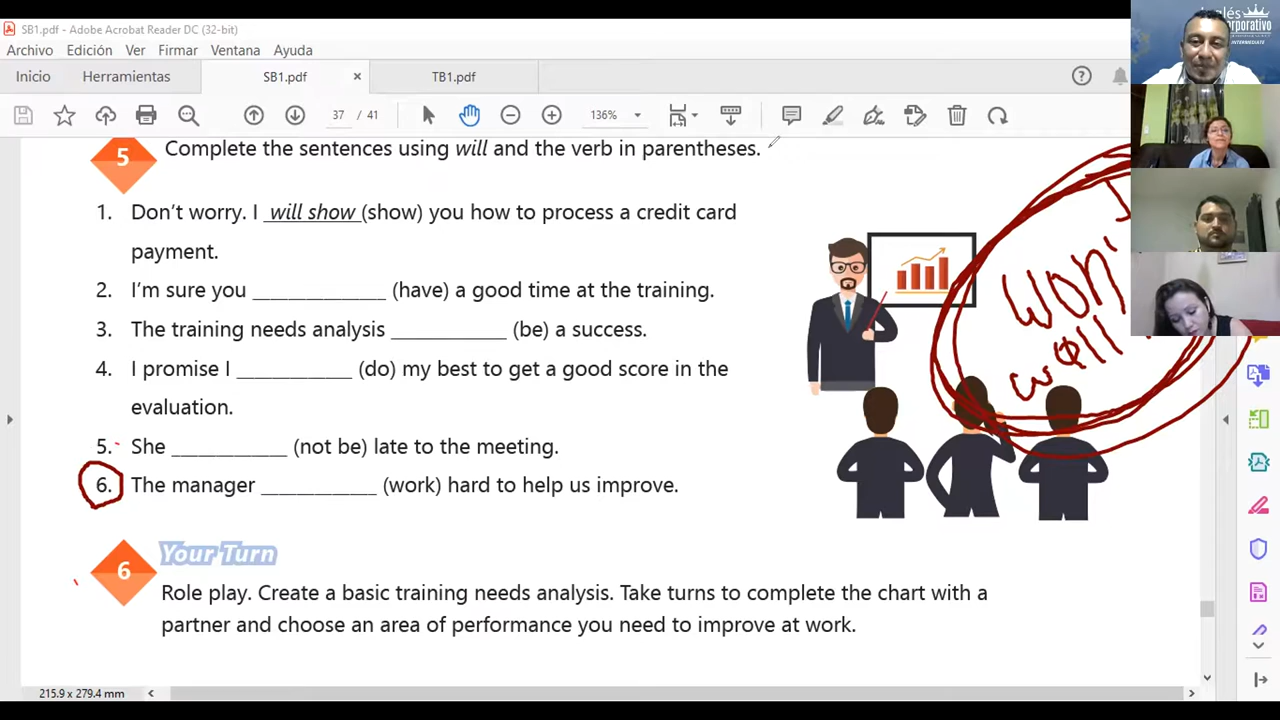 SB1.pdf - Adobe Acrobat Reader DC (32-bit)
Archivo Edición Ver Firmar Ventana Ayuda
Inicio Herramientas SB1.pdf × TB1.pdf
37 / 41 136%
5 Complete the sentences using will and the verb in parentheses.
1. Don't worry. I will show (show) you how to process a credit card
payment.
2. I'm sure you ______________ (have) a good time at the training.
3. The training needs analysis ____________ (be) a success.
4. I promise I ____________ (do) my best to get a good score in the
evaluation.
5. She ____________ (not be) late to the meeting.
6. The manager ____________ (work) hard to help us improve.
6 Your Turn
Role play. Create a basic training needs analysis. Take turns to complete the chart with a
partner and choose an area of performance you need to improve at work.
215.9 x 279.4 mm
INTERMEDIATE